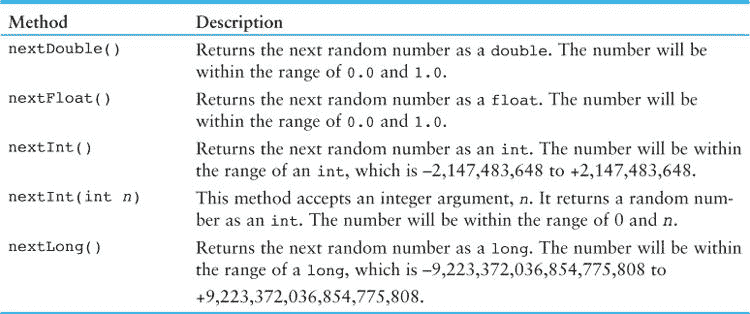 Method Description
nextDouble() Returns the next random number as a double. The number will be
within the range of 0.0 and 1.0.
nextFloat() Returns the next random number as a float. The number will be
within the range of 0.0 and 1.0.
nextInt() Returns the next random number as an int. The number will be within
the range of an int, which is –2,147,483,648 to +2,147,483,648.
nextInt(int n) This method accepts an integer argument, n. It returns a random num-
ber as an int. The number will be within the range of 0 and n.
nextLong() Returns the next random number as a long. The number will be within
the range of a long, which is –9,223,372,036,854,775,808 to
+9,223,372,036,854,775,808.